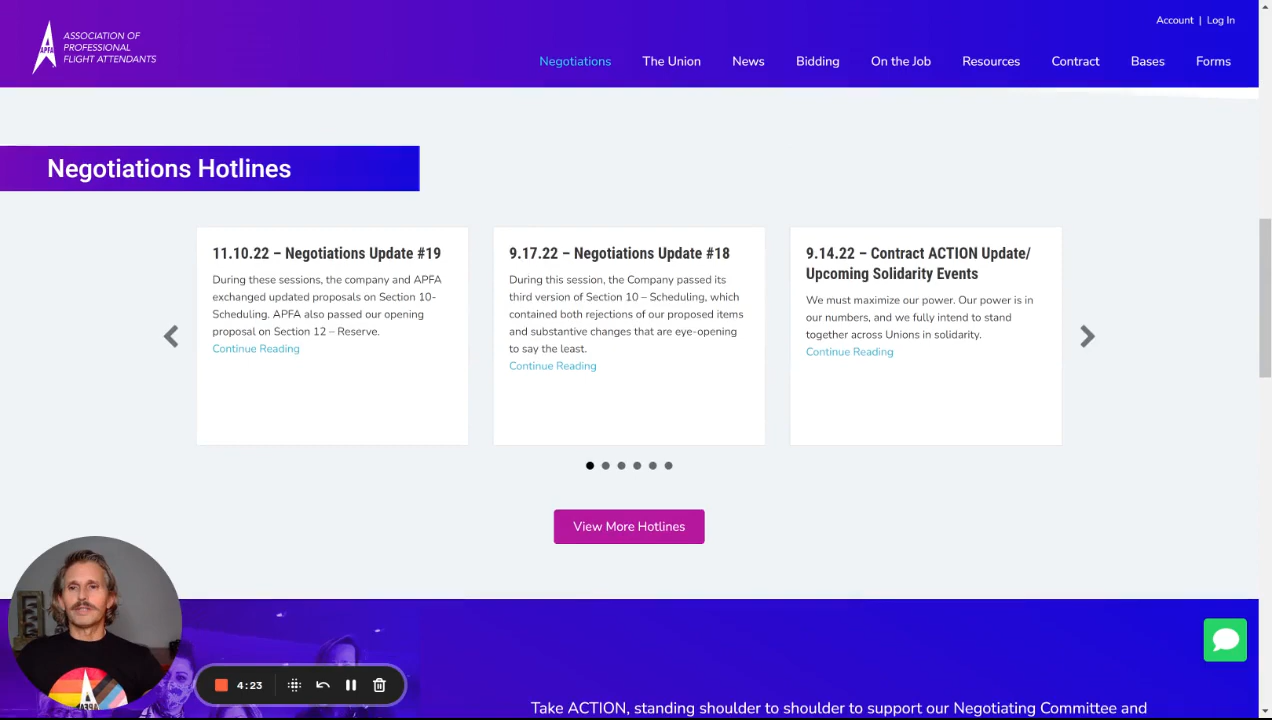 Account | Log In
ASSOCIATION OF
PROFESSIONAL
FLIGHT ATTENDANTS
APFA
Negotiations The Union News Bidding On the Job Resources Contract Bases Forms
Negotiations Hotlines
11.10.22 – Negotiations Update #19
During these sessions, the company and APFA
exchanged updated proposals on Section 10-
Scheduling. APFA also passed our opening
proposal on Section 12 – Reserve.
Continue Reading
9.17.22 – Negotiations Update #18
During this session, the Company passed its
third version of Section 10 – Scheduling, which
contained both rejections of our proposed items
and substantive changes that are eye-opening
to say the least.
Continue Reading
9.14.22 – Contract ACTION Update/
Upcoming Solidarity Events
We must maximize our power. Our power is in
our numbers, and we fully intend to stand
together across Unions in solidarity.
Continue Reading
View More Hotlines
APFA
4:23
Take ACTION, standing shoulder to shoulder to support our Negotiating Committee and